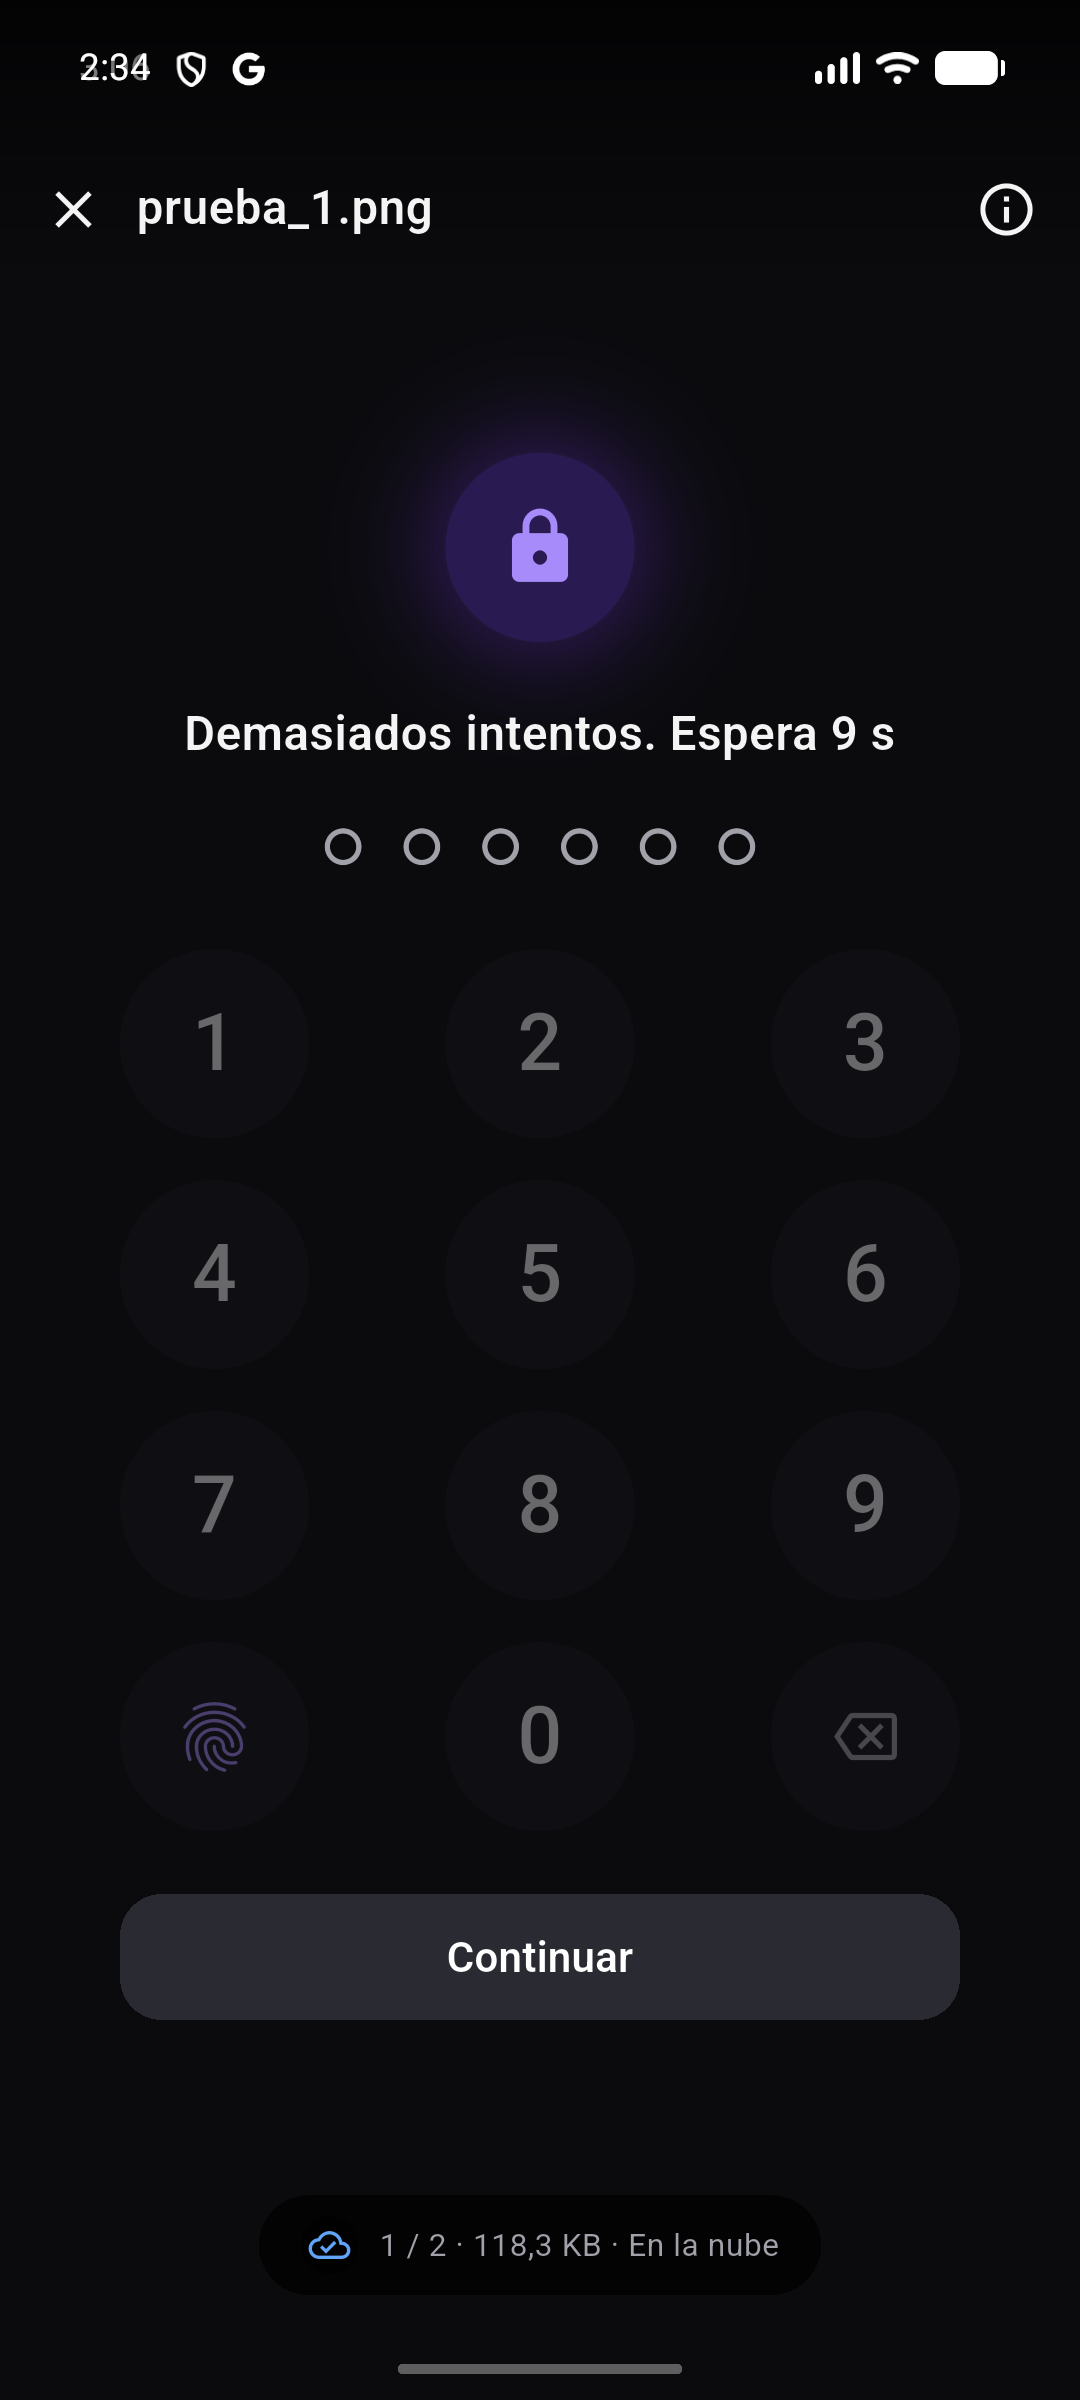 2:34
prueba_1.png
Demasiados intentos. Espera 9 s
1 2 3
4 5 6
7 8 9
0
Continuar
1 / 2 · 118,3 KB · En la nube